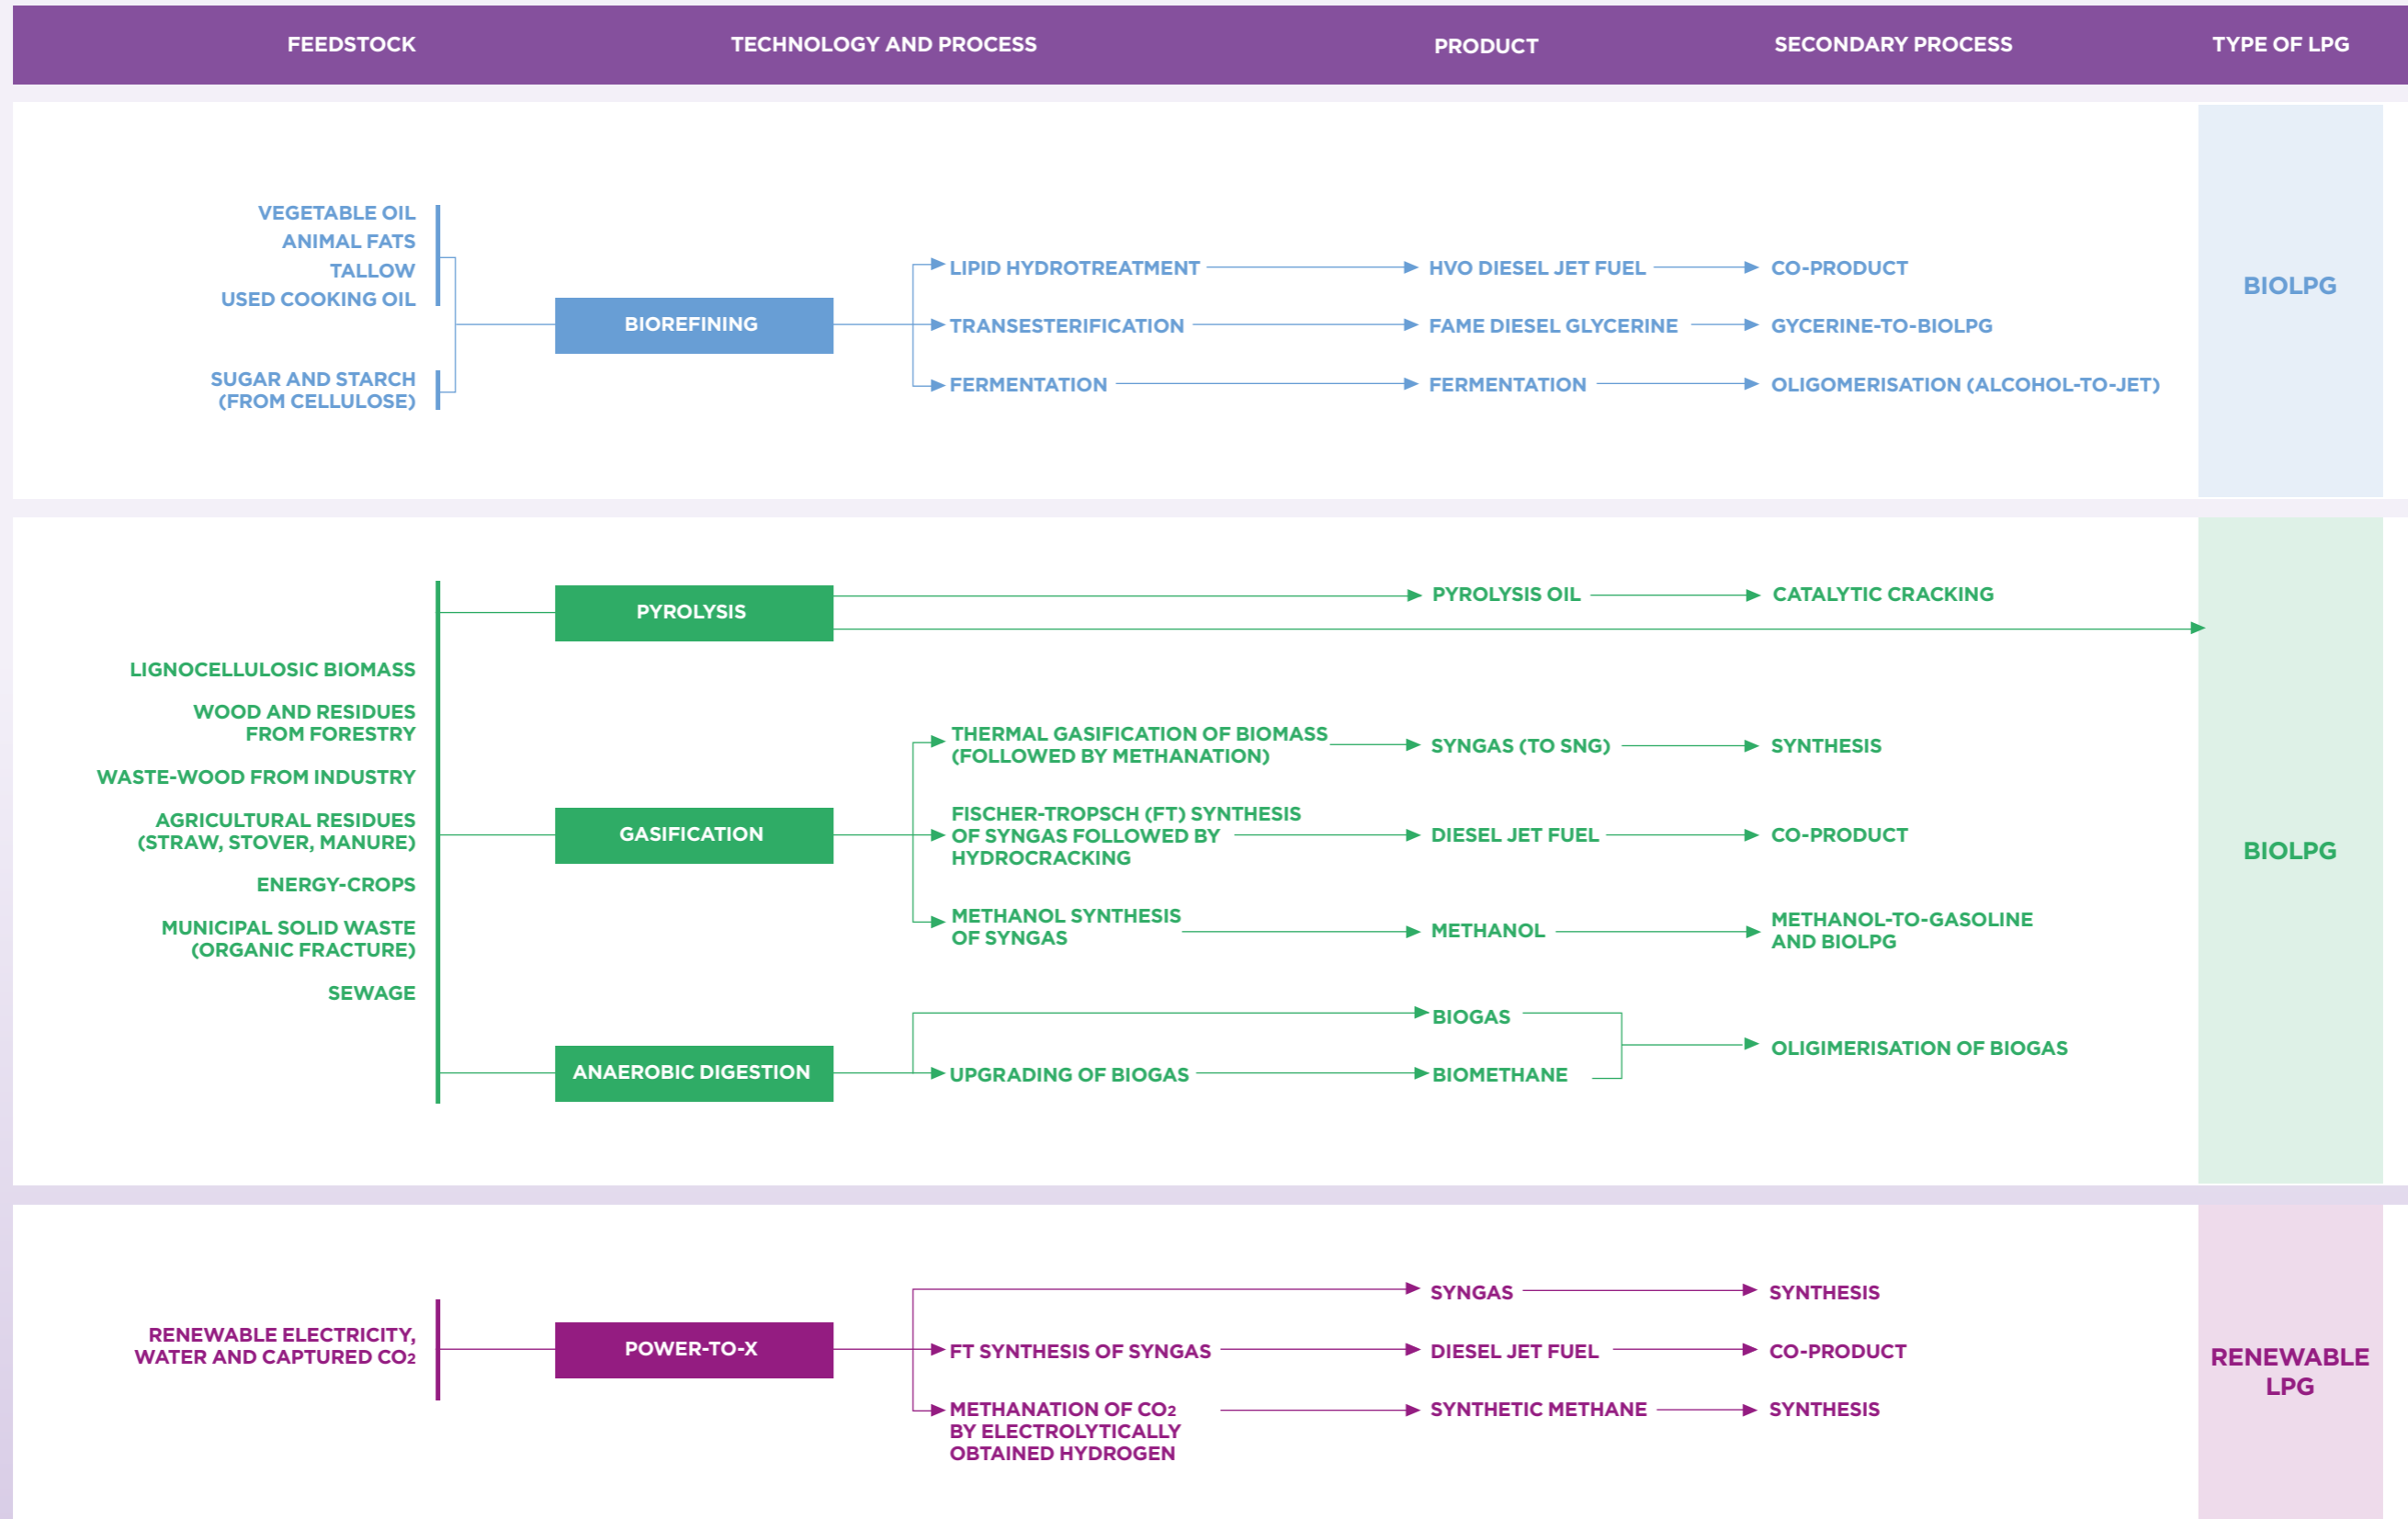 FEEDSTOCK
TECHNOLOGY AND PROCESS
PRODUCT
SECONDARY PROCESS
TYPE OF LPG
VEGETABLE OIL
ANIMAL FATS
TALLOW
USED COOKING OIL
SUGAR AND STARCH
(FROM CELLULOSE)
BIOREFINING
LIPID HYDROTREATMENT
HVO DIESEL JET FUEL
CO-PRODUCT
TRANSESTERIFICATION
FAME DIESEL GLYCERINE
GYCERINE-TO-BIOLPG
FERMENTATION
FERMENTATION
OLIGOMERISATION (ALCOHOL-TO-JET)
BIOLPG
LIGNOCELLULOSIC BIOMASS
WOOD AND RESIDUES
FROM FORESTRY
WASTE-WOOD FROM INDUSTRY
AGRICULTURAL RESIDUES
(STRAW, STOVER, MANURE)
ENERGY-CROPS
MUNICIPAL SOLID WASTE
(ORGANIC FRACTURE)
SEWAGE
PYROLYSIS
PYROLYSIS OIL
CATALYTIC CRACKING
GASIFICATION
THERMAL GASIFICATION OF BIOMASS
(FOLLOWED BY METHANATION)
SYNGAS (TO SNG)
SYNTHESIS
FISCHER-TROPSCH (FT) SYNTHESIS
OF SYNGAS FOLLOWED BY
HYDROCRACKING
DIESEL JET FUEL
CO-PRODUCT
METHANOL SYNTHESIS
OF SYNGAS
METHANOL
METHANOL-TO-GASOLINE
AND BIOLPG
ANAEROBIC DIGESTION
BIOGAS
UPGRADING OF BIOGAS
BIOMETHANE
OLIGIMERISATION OF BIOGAS
BIOLPG
RENEWABLE ELECTRICITY,
WATER AND CAPTURED CO2
POWER-TO-X
SYNGAS
SYNTHESIS
FT SYNTHESIS OF SYNGAS
DIESEL JET FUEL
CO-PRODUCT
METHANATION OF CO2
BY ELECTROLYTICALLY
OBTAINED HYDROGEN
SYNTHETIC METHANE
SYNTHESIS
RENEWABLE
LPG